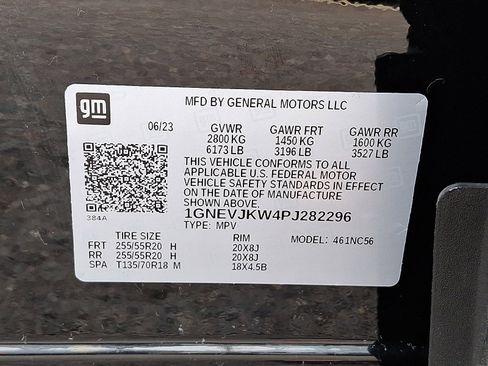 gm
MFD BY GENERAL MOTORS LLC
06/23 GVWR GAWR FRT GAWR RR
2800 KG 1450 KG 1600 KG
6173 LB 3196 LB 3527 LB
THIS VEHICLE CONFORMS TO ALL
APPLICABLE U.S. FEDERAL MOTOR
VEHICLE SAFETY STANDARDS IN EFFECT
ON THE DATE OF MANUFACTURE
SHOWN ABOVE.
384A
1GNEVJKW4PJ282296
TYPE: MPV
TIRE SIZE RIM MODEL: 461NC56
FRT 255/55R20 H 20X8J
RR 255/55R20 H 20X8J
SPA T135/70R18 M 18X4.5B